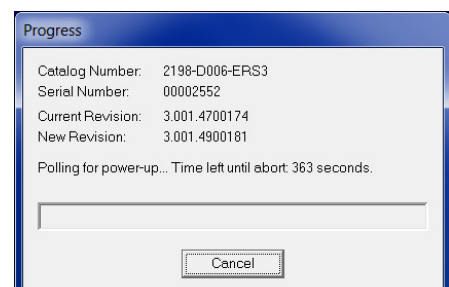 Progress
Catalog Number: 2198-D006-ERS3
Serial Number: 00002552
Current Revision: 3.001.4700174
New Revision: 3.001.4900181
Polling for power-up... Time left until abort: 363 seconds.
Cancel